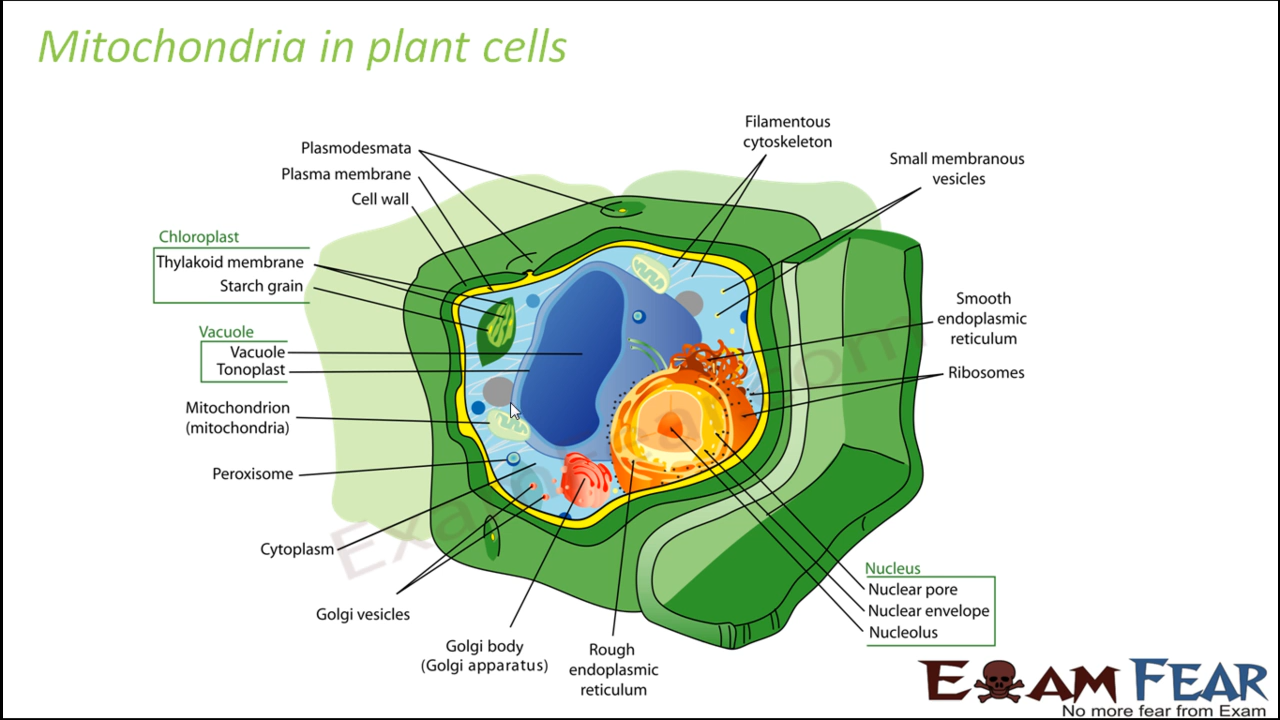 Mitochondria in plant cells
Filamentous
cytoskeleton
Small membranous
vesicles
Plasmodesmata
Plasma membrane
Cell wall
Chloroplast
Thylakoid membrane
Starch grain
Vacuole
Vacuole
Tonoplast
Mitochondrion
(mitochondria)
Peroxisome
Cytoplasm
Golgi vesicles
Golgi body
(Golgi apparatus)
Rough
endoplasmic
reticulum
Smooth
endoplasmic
reticulum
Ribosomes
Nucleus
Nuclear pore
Nuclear envelope
Nucleolus
EXAM FEAR
No more fear from Exam